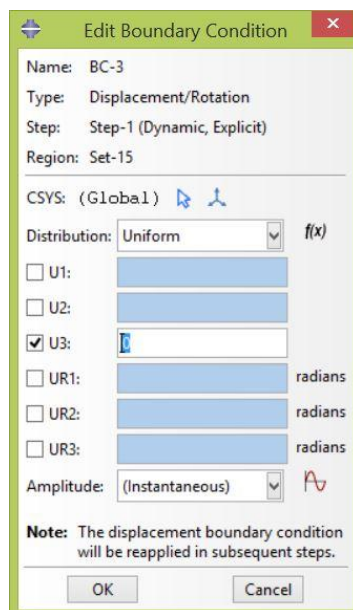 Edit Boundary Condition
Name: BC-3
Type: Displacement/Rotation
Step: Step-1 (Dynamic, Explicit)
Region: Set-15
CSYS: (Global)
Distribution: Uniform f(x)
U1:
U2:
U3: 0
UR1: radians
UR2: radians
UR3: radians
Amplitude: (Instantaneous)
Note: The displacement boundary condition
will be reapplied in subsequent steps.
OK Cancel